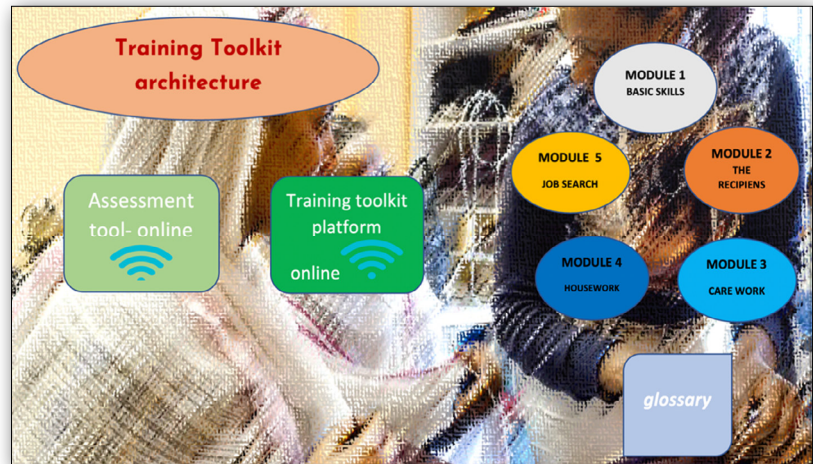 Training Toolkit
architecture
Assessment
tool- online
Training toolkit
platform
online
MODULE 1
BASIC SKILLS
MODULE 2
THE
RECIPIENS
MODULE 3
CARE WORK
MODULE 4
HOUSEWORK
MODULE 5
JOB SEARCH
glossary